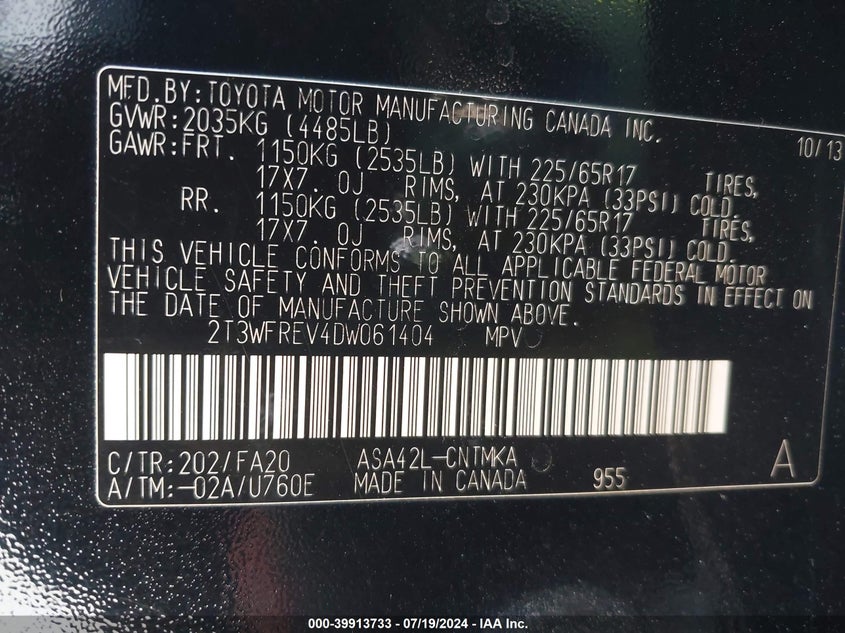 MFD.BY:TOYOTA MOTOR MANUFACTURING CANADA INC.
GVWR:2035KG (4485LB) 10/13
GAWR:FRT. 1150KG (2535LB) WITH 225/65R17 TIRES,
17X7.0J RIMS, AT 230KPA (33PSI) COLD.
RR. 1150KG (2535LB) WITH 225/65R17 TIRES,
17X7.0J RIMS, AT 230KPA (33PSI) COLD.
THIS VEHICLE CONFORMS TO ALL APPLICABLE FEDERAL MOTOR
VEHICLE SAFETY AND THEFT PREVENTION STANDARDS IN EFFECT ON
THE DATE OF MANUFACTURE SHOWN ABOVE.
2T3WFREV4DW061404 MPV
C/TR:202/FA20 ASA42L-CNTMKA A
A/TM:-02A/U760E MADE IN CANADA 955
000-39913733 - 07/19/2024 - IAA Inc.